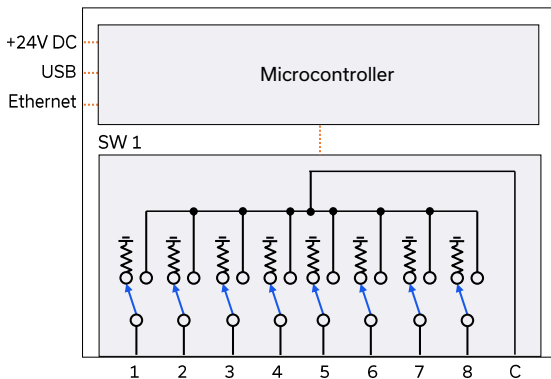 +24V DC
USB
Ethernet
Microcontroller
SW 1
1 2 3 4 5 6 7 8 C